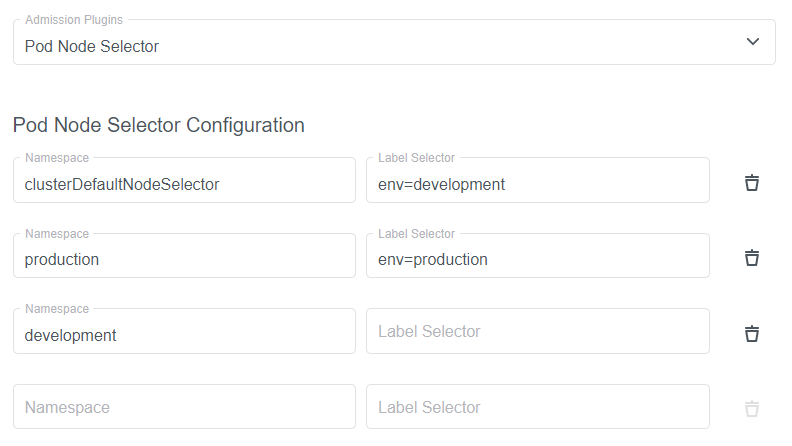 Admission Plugins
Pod Node Selector
Pod Node Selector Configuration
Namespace
clusterDefaultNodeSelector
Label Selector
env=development
Namespace
production
Label Selector
env=production
Namespace
development
Label Selector
Namespace
Label Selector